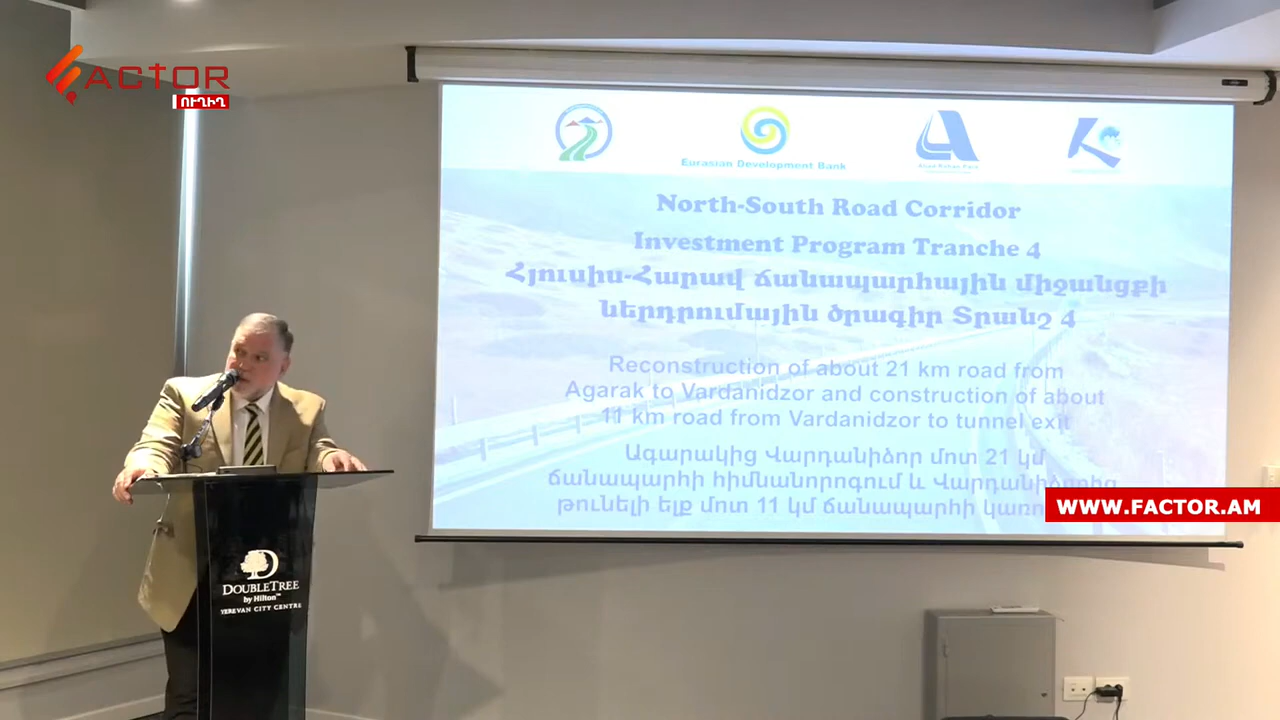 FACTOR
ՈՒՂԻՂ
Eurasian Development Bank
North-South Road Corridor
Investment Program Tranche 4
Հյուսիս-Հարավ ճանապարհային միջանցքի
ներդրումային ծրագիր Տրանշ 4
Reconstruction of about 21 km road from
Agarak to Vardanidzor and construction of about
11 km road from Vardanidzor to tunnel exit
Ագարակից Վարդանիձոր մոտ 21 կմ
ճանապարհի հիմնանորոգում և Վարդանիձորից
թունելի ելք մոտ 11 կմ ճանապարհի
WWW.FACTOR.AM
DOUBLETREE
by Hilton™
YEREVAN CITY CENTRE